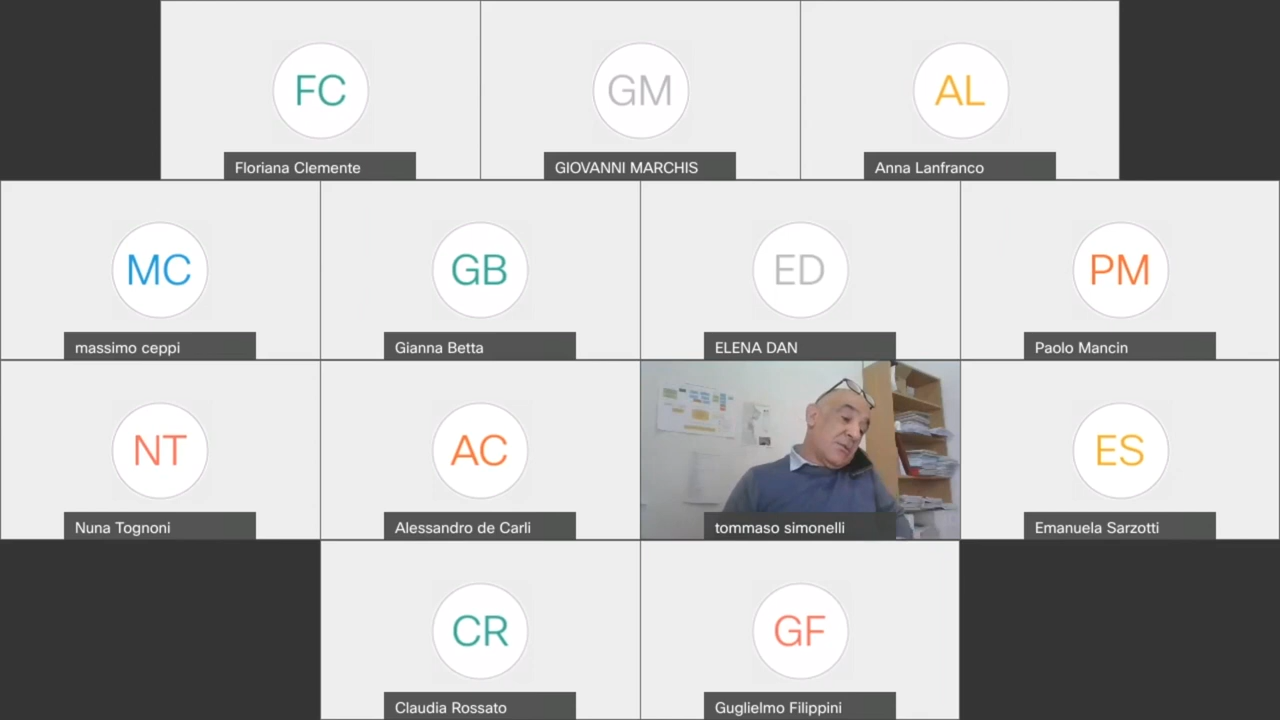 FC
GM
AL
Floriana Clemente
GIOVANNI MARCHIS
Anna Lanfranco
MC
GB
ED
PM
massimo ceppi
Gianna Betta
ELENA DAN
Paolo Mancin
NT
AC
ES
Nuna Tognoni
Alessandro de Carli
tommaso simonelli
Emanuela Sarzotti
CR
GF
Claudia Rossato
Guglielmo Filippini